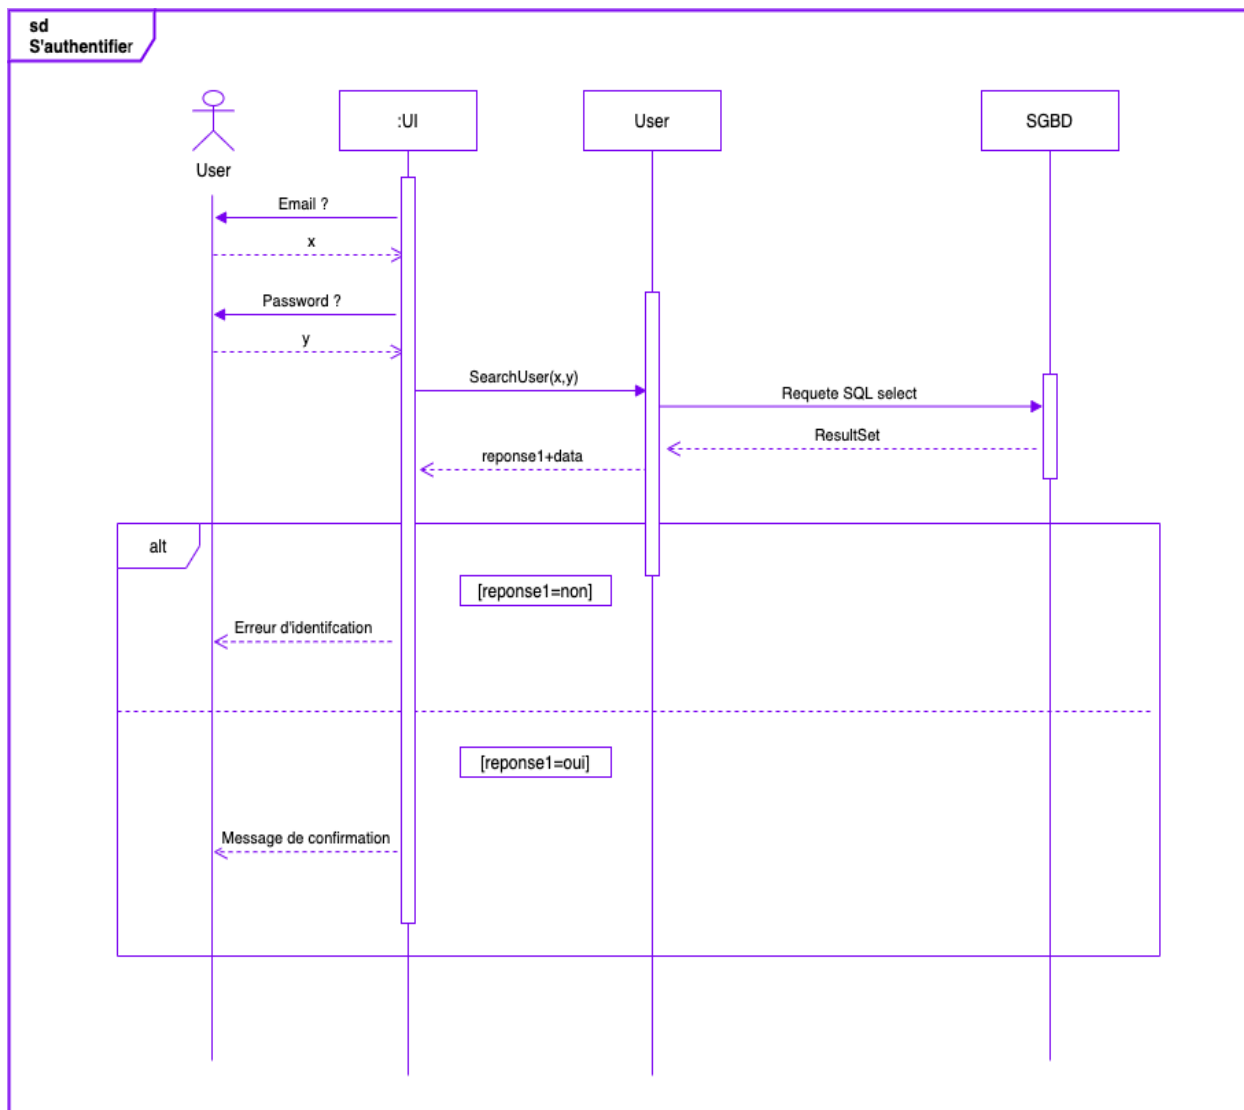 sd
S'authentifier
:UI
User
SGBD
User
Email ?
x
Password ?
y
SearchUser(x,y)
Requete SQL select
ResultSet
reponse1+data
alt
[reponse1=non]
Erreur d'identifcation
[reponse1=oui]
Message de confirmation